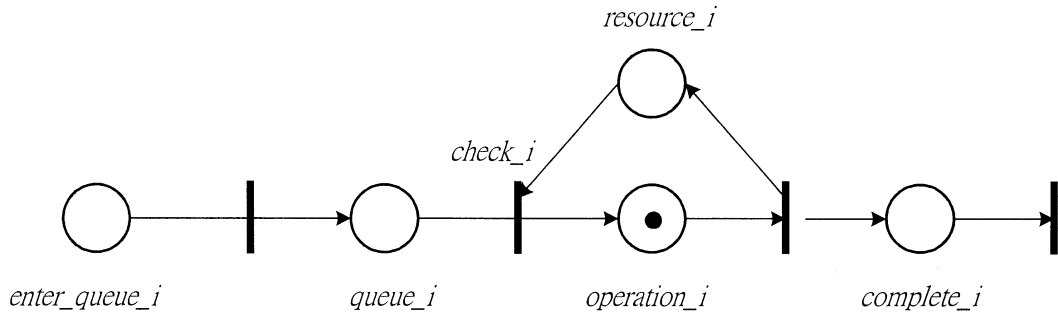 resource_i
check_i
enter_queue_i
queue_i
operation_i
complete_i